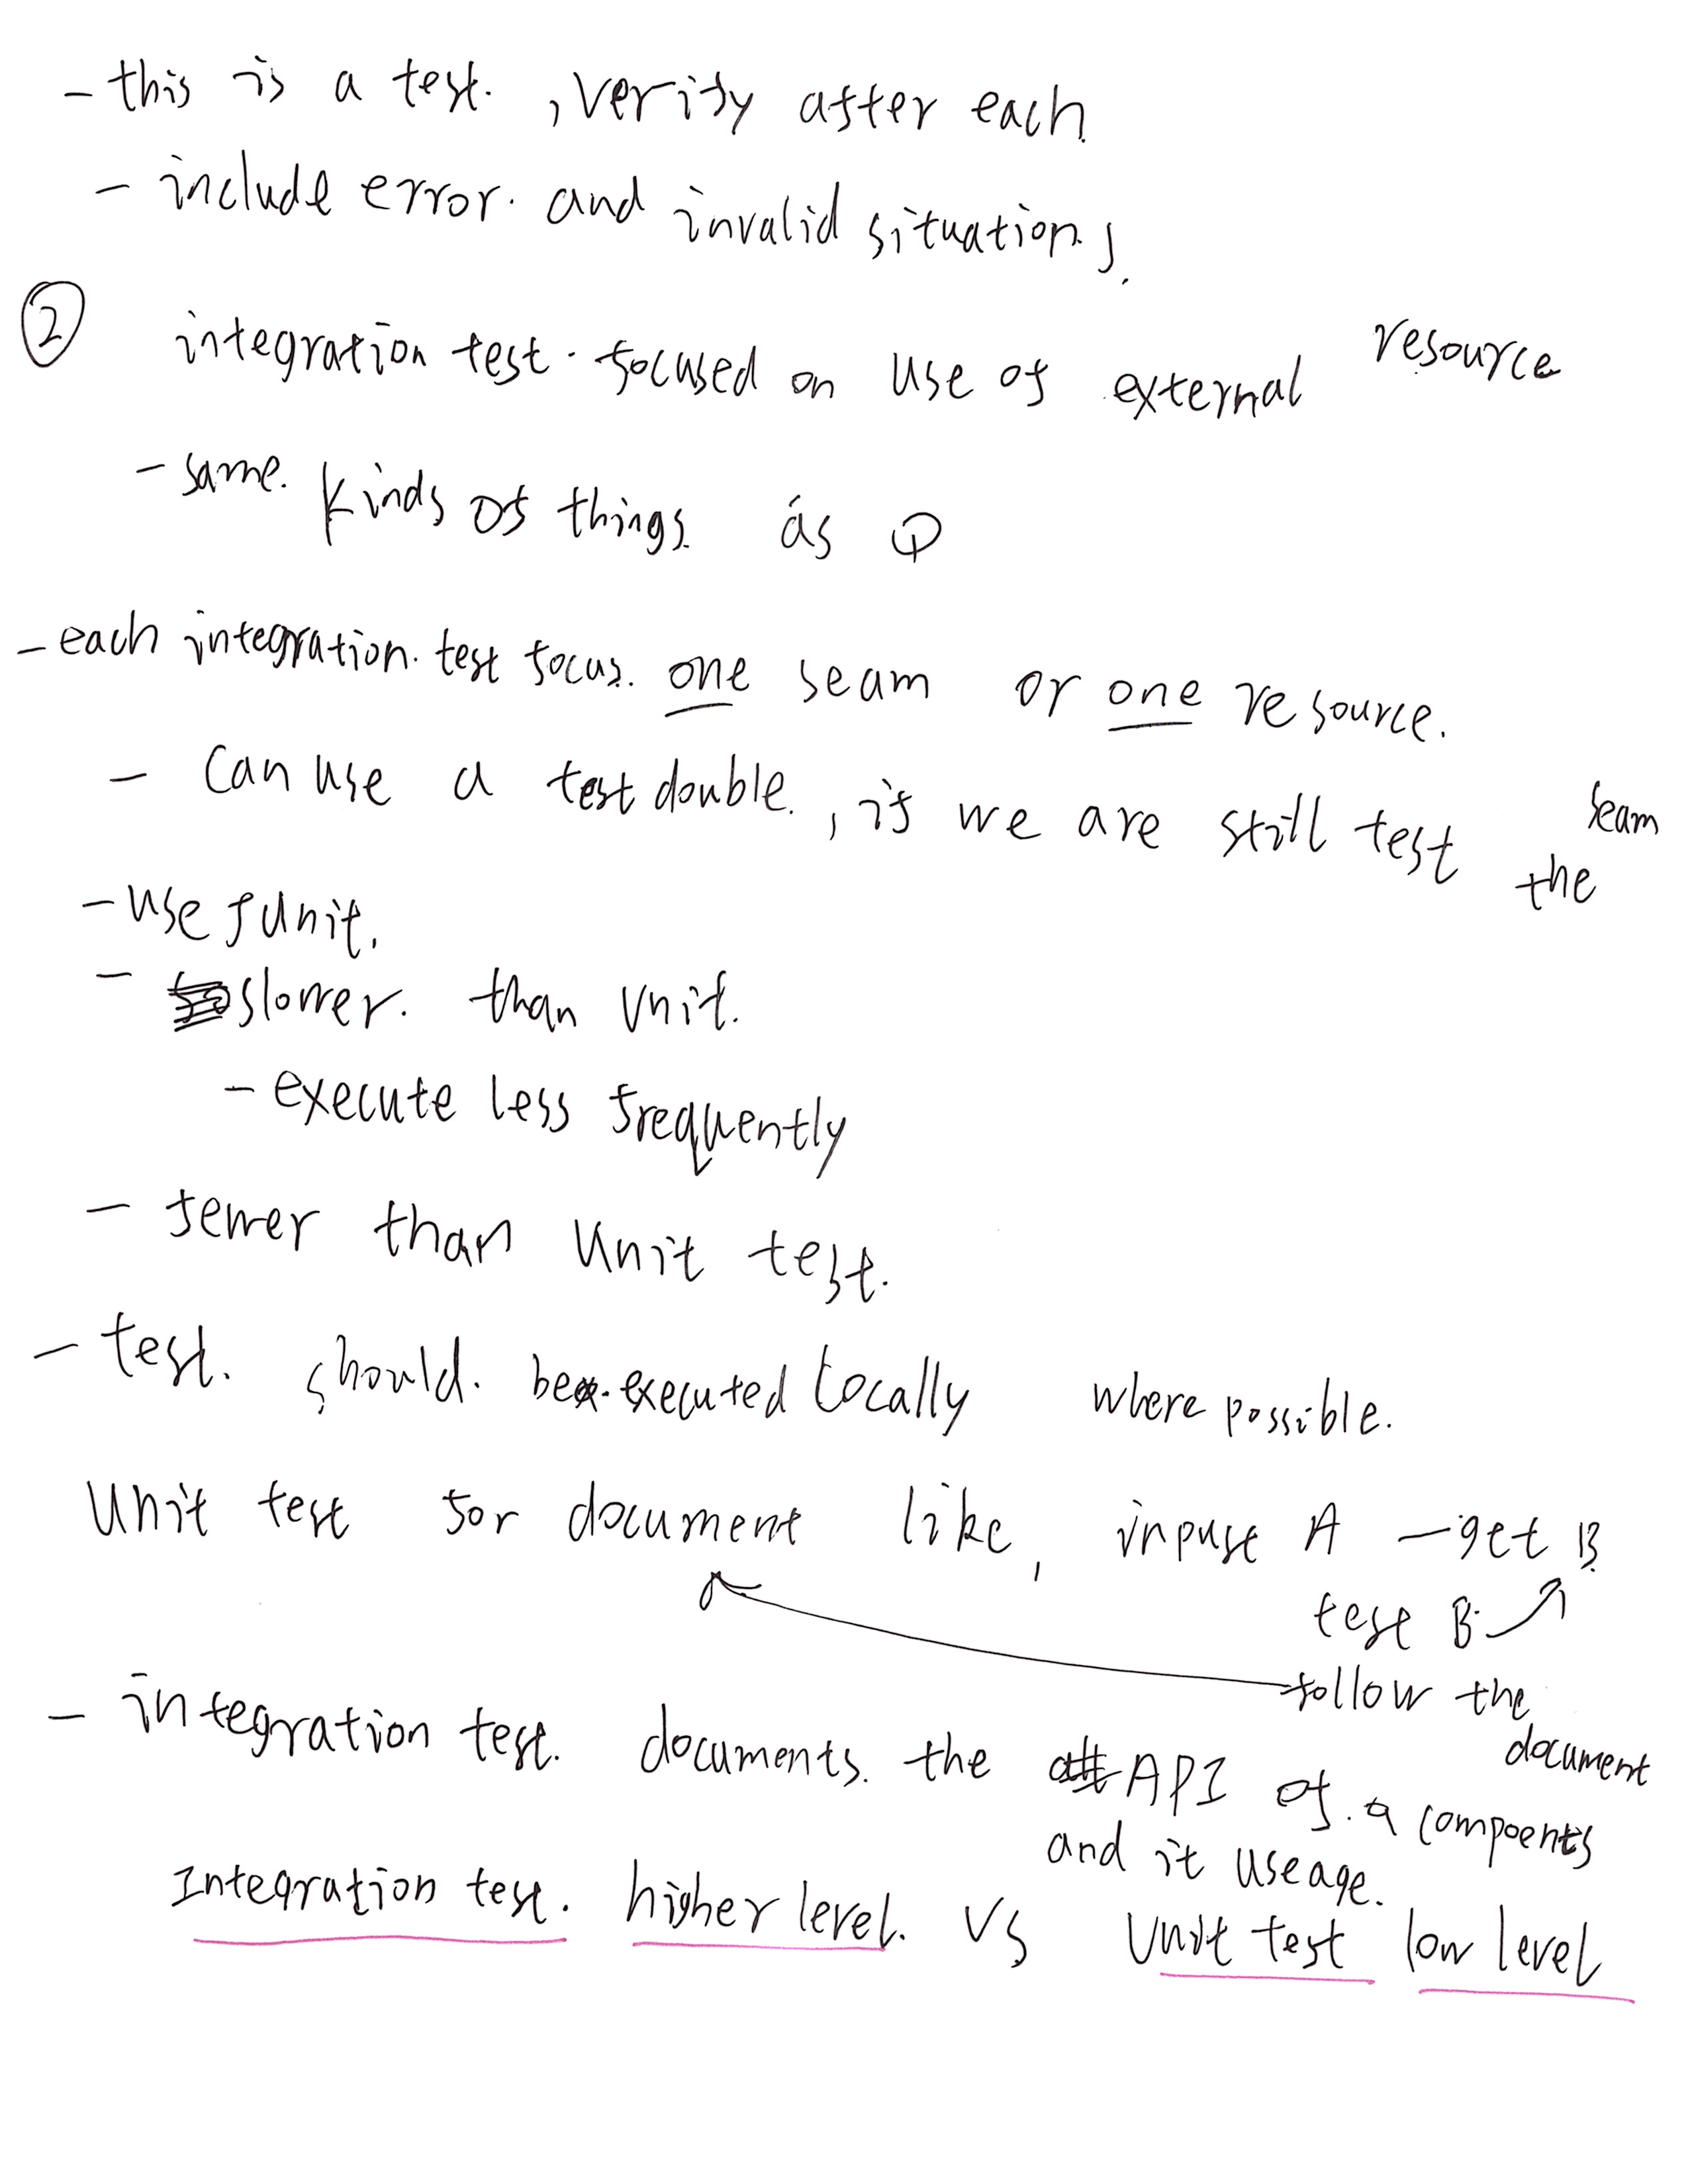 - this is a test. , verify after each
- include error. and invalid situations.
② integration test. focused on use of external resource
- same. kinds of things. as ①
- each integration. test focus. one seam or one resource.
- can use a test double. , if we are still test the seam
- use JUnit.
- slower. than unit.
- execute less frequently
- fewer than unit test.
- test. should. be executed locally where possible.
Unit test for document like, inpust A - get B
test B
follow the document
- integration test. documents. the API of. a compoents
and it useage.
Integration test. higher level. VS Unit test low level